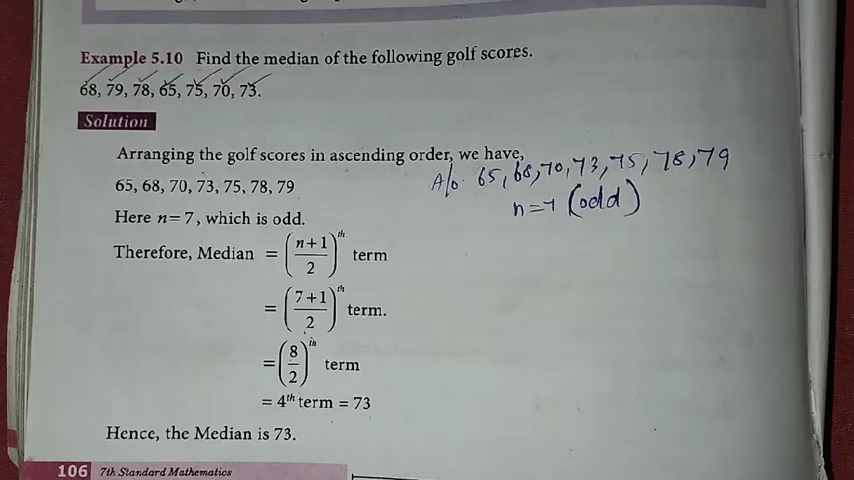 Example 5.10 Find the median of the following golf scores.
68, 79, 78, 65, 75, 70, 73.
Solution
Arranging the golf scores in ascending order, we have,
A/o. 65, 68, 70, 73, 75, 78, 79
65, 68, 70, 73, 75, 78, 79
n=7 (odd)
Here n= 7, which is odd.
Therefore, Median = ((n+1)/2)th term
= ((7+1)/2)th term.
= (8/2)th term
= 4th term = 73
Hence, the Median is 73.
106 7th Standard Mathematics